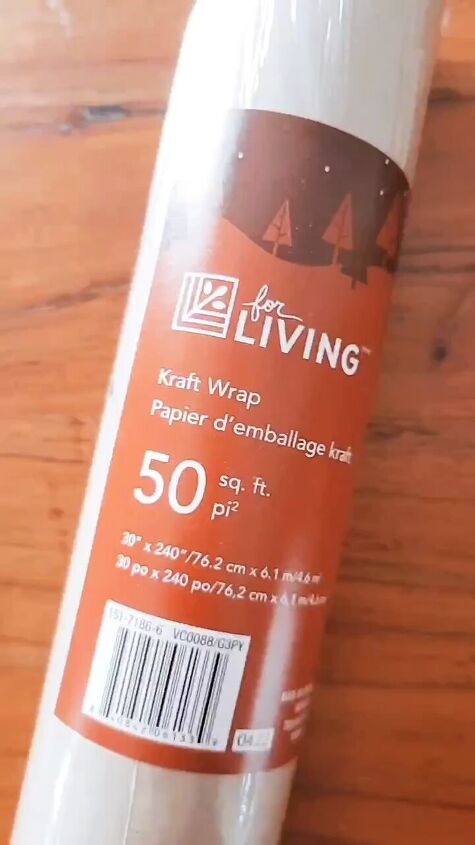 for
LIVING
Kraft Wrap
Papier d'emballage kraft
50 sq. ft.
pi²
30" x 240"/76.2 cm x 6.1 m/4.6 m²
30 po x 240 po/76,2 cm x 6,1 m/4,6
151-7186-6 VC0088/G3PY